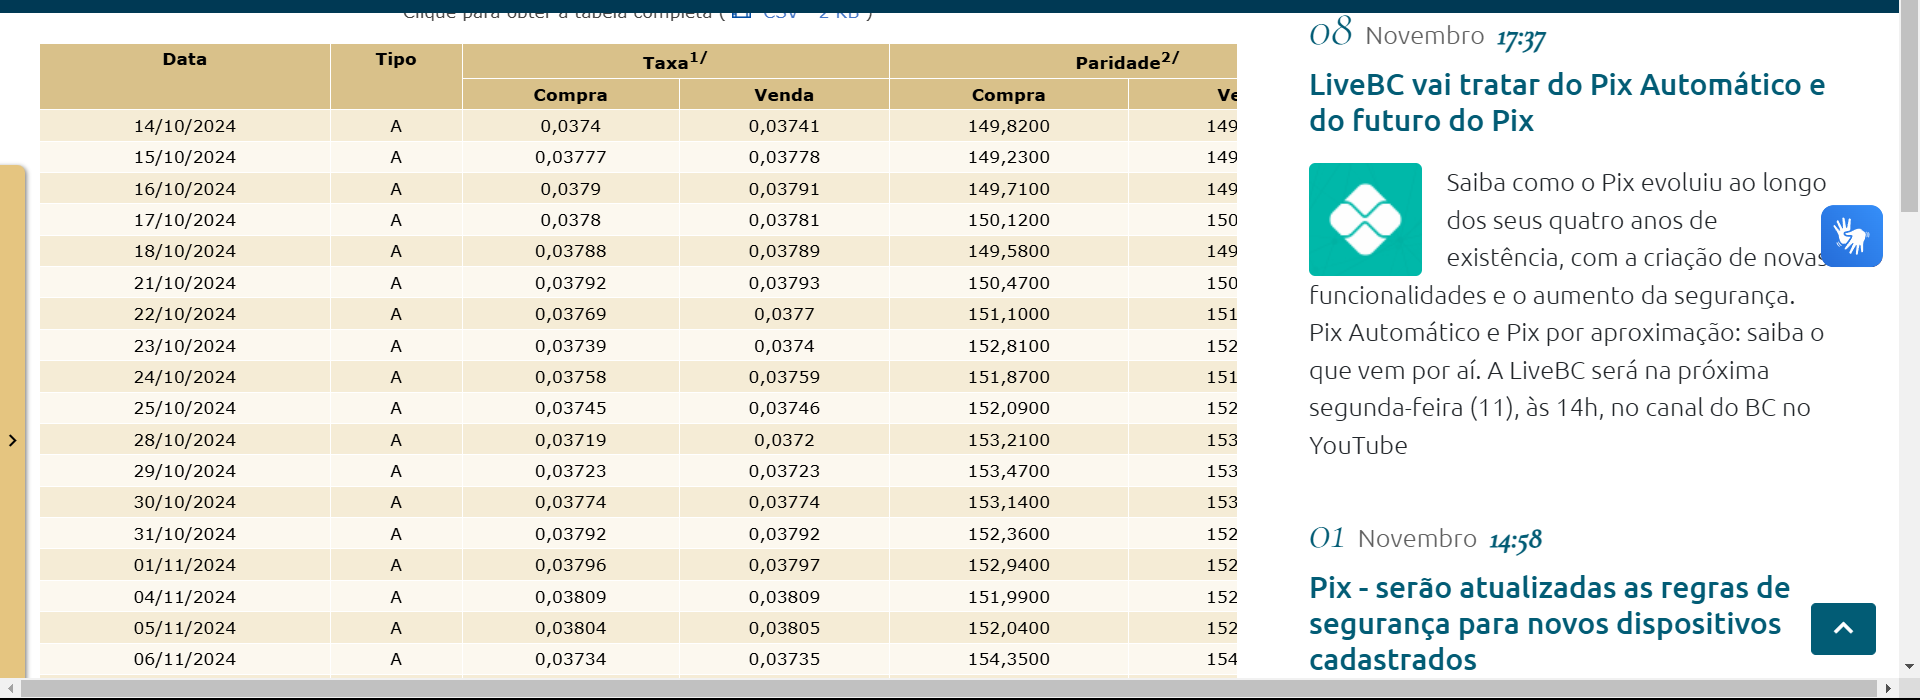 Clique para obter a tabela completa ( CSV - 2 KB )
Data Tipo Taxa1/ Paridade2/
Compra Venda Compra Ve
14/10/2024 A 0,0374 0,03741 149,8200 149
15/10/2024 A 0,03777 0,03778 149,2300 149
16/10/2024 A 0,0379 0,03791 149,7100 149
17/10/2024 A 0,0378 0,03781 150,1200 150
18/10/2024 A 0,03788 0,03789 149,5800 149
21/10/2024 A 0,03792 0,03793 150,4700 150
22/10/2024 A 0,03769 0,0377 151,1000 151
23/10/2024 A 0,03739 0,0374 152,8100 152
24/10/2024 A 0,03758 0,03759 151,8700 151
25/10/2024 A 0,03745 0,03746 152,0900 152
28/10/2024 A 0,03719 0,0372 153,2100 153
29/10/2024 A 0,03723 0,03723 153,4700 153
30/10/2024 A 0,03774 0,03774 153,1400 153
31/10/2024 A 0,03792 0,03792 152,3600 152
01/11/2024 A 0,03796 0,03797 152,9400 152
04/11/2024 A 0,03809 0,03809 151,9900 152
05/11/2024 A 0,03804 0,03805 152,0400 152
06/11/2024 A 0,03734 0,03735 154,3500 154
08 Novembro 17:37
LiveBC vai tratar do Pix Automático e
do futuro do Pix
Saiba como o Pix evoluiu ao longo
dos seus quatro anos de
existência, com a criação de novas
funcionalidades e o aumento da segurança.
Pix Automático e Pix por aproximação: saiba o
que vem por aí. A LiveBC será na próxima
segunda-feira (11), às 14h, no canal do BC no
YouTube
01 Novembro 14:58
Pix - serão atualizadas as regras de
segurança para novos dispositivos
cadastrados